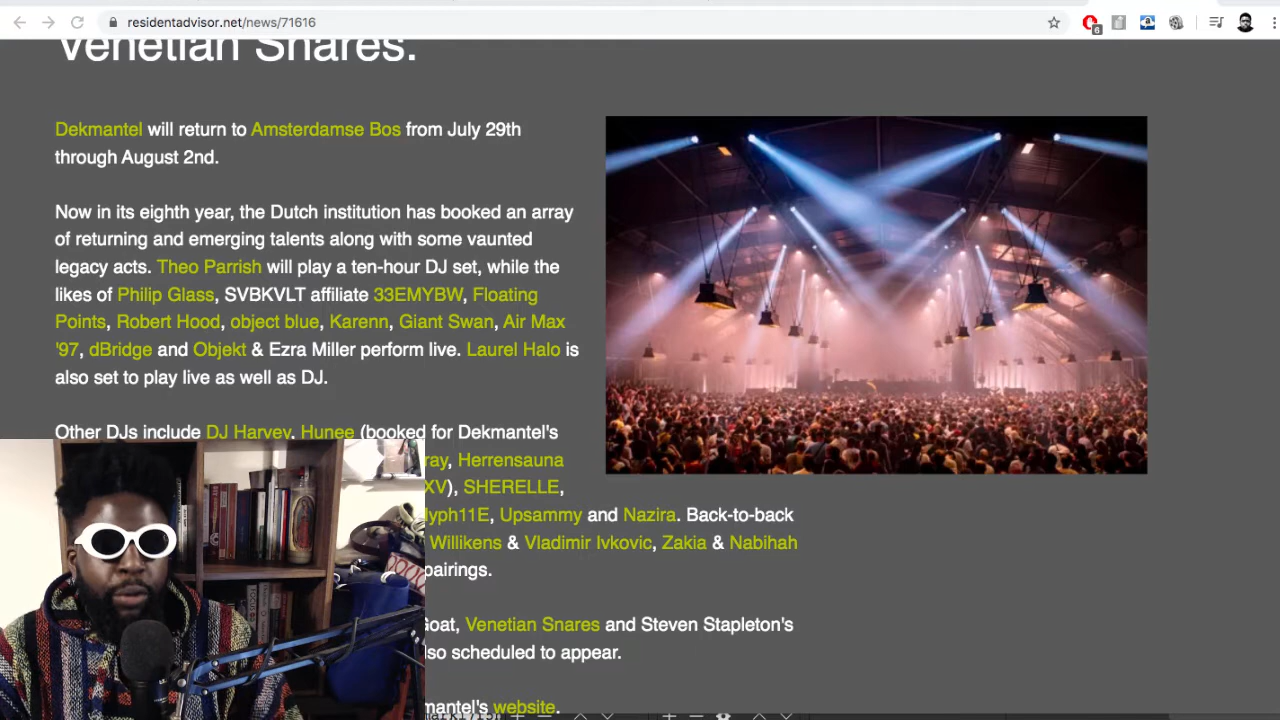 residentadvisor.net/news/71616
6
Venetian Snares.
Dekmantel will return to Amsterdamse Bos from July 29th
through August 2nd.
Now in its eighth year, the Dutch institution has booked an array
of returning and emerging talents along with some vaunted
legacy acts. Theo Parrish will play a ten-hour DJ set, while the
likes of Philip Glass, SVBKVLT affiliate 33EMYBW, Floating
Points, Robert Hood, object blue, Karenn, Giant Swan, Air Max
'97, dBridge and Objekt & Ezra Miller perform live. Laurel Halo is
also set to play live as well as DJ.
Other DJs include DJ Harvey, Hunee (booked for Dekmantel's
ray, Herrensauna
XV), SHERELLE,
lyph11E, Upsammy and Nazira. Back-to-back
Willikens & Vladimir Ivkovic, Zakia & Nabihah
pairings.
Goat, Venetian Snares and Steven Stapleton's
lso scheduled to appear.
mantel's website.